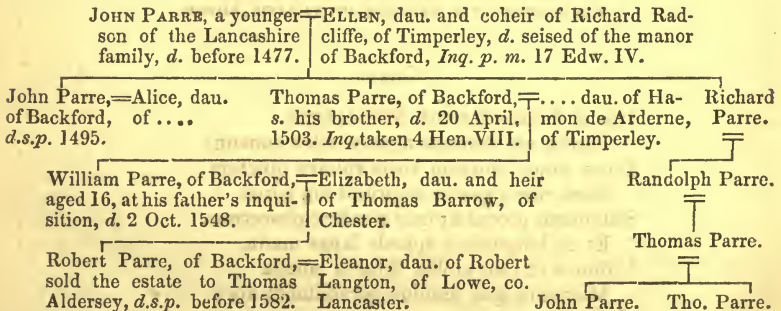 JOHN PARRE, a younger
son of the Lancashire
family, d. before 1477.
ELLEN, dau. and coheir of Richard Rad-
cliffe, of Timperley, d. seised of the manor
of Backford, Inq. p. m. 17 Edw. IV.
John Parre,
of Backford,
d.s.p. 1495.
Alice, dau.
of ....
Thomas Parre, of Backford,
s. his brother, d. 20 April,
1503. Inq.taken 4 Hen.VIII.
.... dau. of Ha-
mon de Arderne,
of Timperley.
Richard
Parre.
William Parre, of Backford,
aged 16, at his father's inqui-
sition, d. 2 Oct. 1548.
Elizabeth, dau. and heir
of Thomas Barrow, of
Chester.
Randolph Parre.
Thomas Parre.
Robert Parre, of Backford,
sold the estate to Thomas
Aldersey, d.s.p. before 1582.
Eleanor, dau. of Robert
Langton, of Lowe, co.
Lancaster.
John Parre.
Tho. Parre.